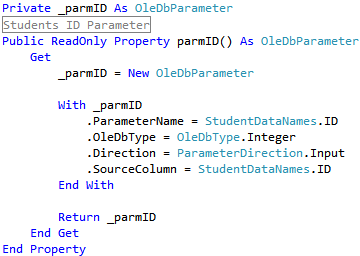 Private _parmID As OleDbParameter
Students ID Parameter
Public ReadOnly Property parmID() As OleDbParameter
    Get
        _parmID = New OleDbParameter

        With _parmID
            .ParameterName = StudentDataNames.ID
            .OleDbType = OleDbType.Integer
            .Direction = ParameterDirection.Input
            .SourceColumn = StudentDataNames.ID
        End With

        Return _parmID
    End Get
End Property